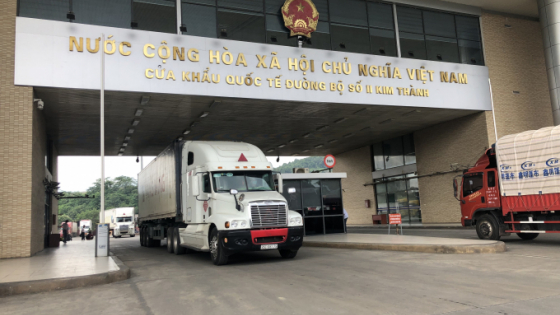 NƯỚC CỘNG HÒA XÃ HỘI CHỦ NGHĨA VIỆT NAM
CỬA KHẨU QUỐC TẾ ĐƯỜNG BỘ SỐ II KIM THÀNH